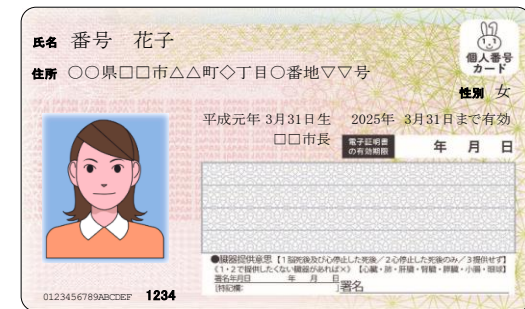 氏名 番号 花子
個人番号
カード
住所 ○○県□□市△△町◇丁目○番地▽▽号
性別 女
平成元年 3月31日生 2025年 3月31日まで有効
□□市長 電子証明書の有効期限 年 月 日
●臓器提供意思【1脳死後及び心停止した死後/2心停止した死後のみ/3提供せず】
《1・2で提供したくない臓器があれば×》【心臓・肺・肝臓・腎臓・膵臓・小腸・眼球】
署名年月日 年 月 日
[特記欄: ]署名
0123456789ABCDEF 1234